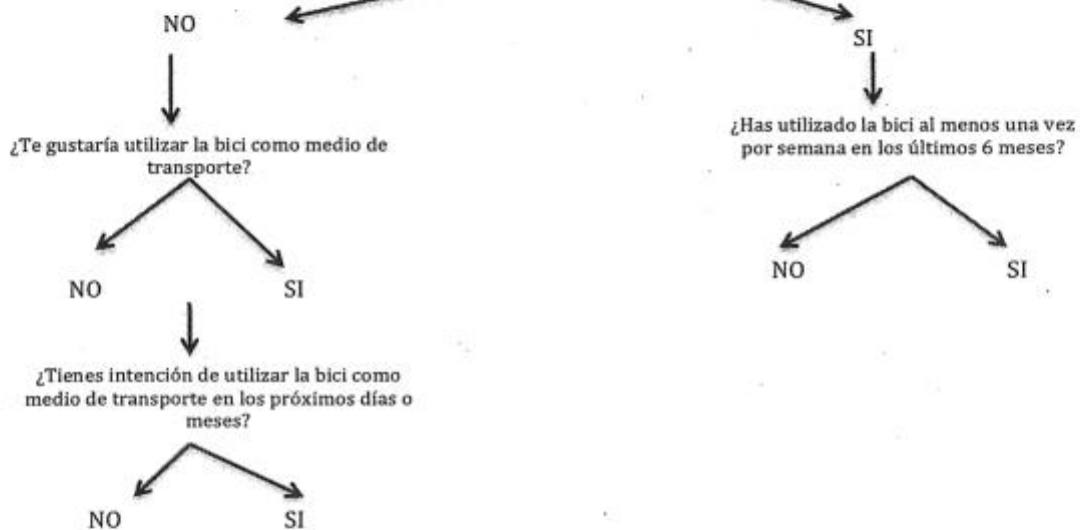 NO
SI
¿Te gustaría utilizar la bici como medio de
transporte?
¿Has utilizado la bici al menos una vez
por semana en los últimos 6 meses?
NO
SI
NO
SI
¿Tienes intención de utilizar la bici como
medio de transporte en los próximos días o
meses?
NO
SI